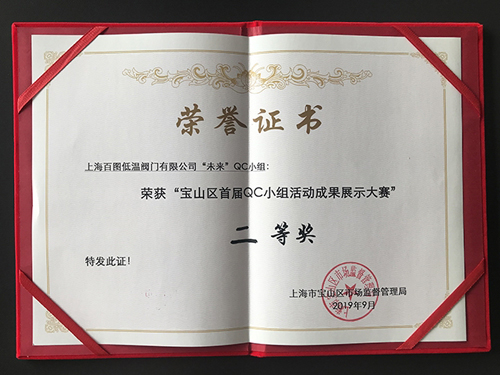 荣誉证书
上海百图低温阀门有限公司“未来”QC小组:
荣获“宝山区首届QC小组活动成果展示大赛”
二等奖
特发此证!
上海市宝山区市场监督管理局
2019年9月